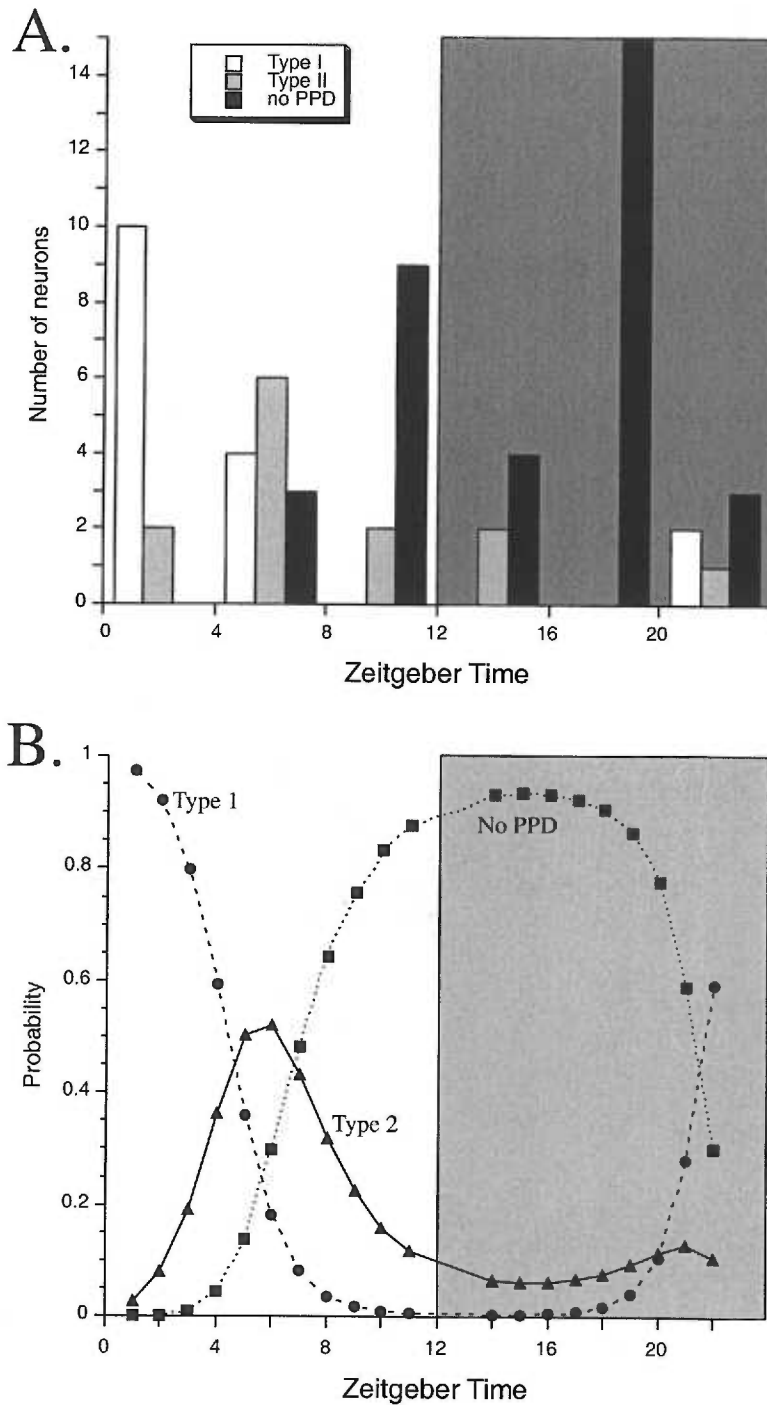 A.
Type I
Type II
no PPD
14
12
10
8
6
4
2
0
Number of neurons
0 4 8 12 16 20
Zeitgeber Time
B.
1
0.8
0.6
0.4
0.2
0
Probability
Type 1
Type 2
No PPD
0 4 8 12 16 20
Zeitgeber Time